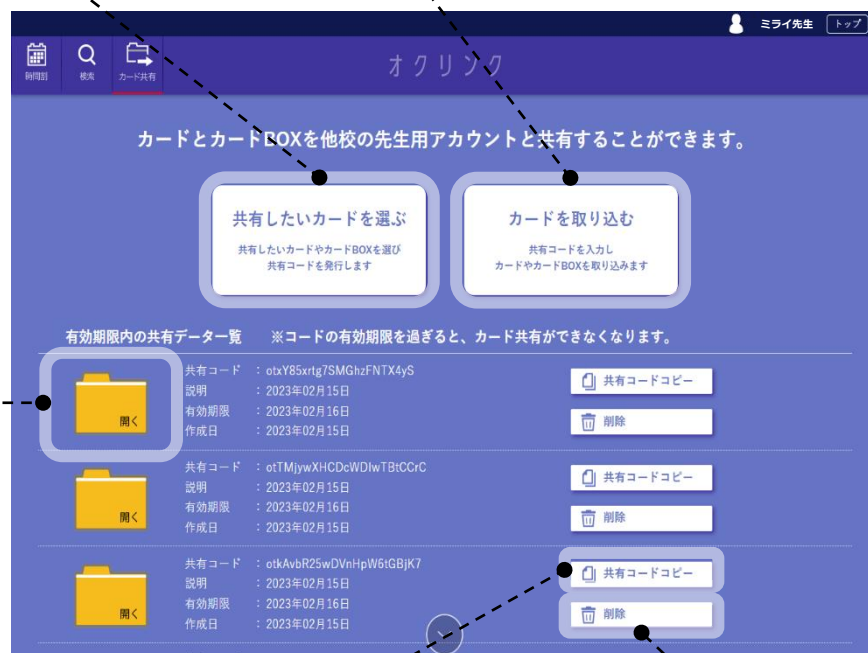 ミライ先生 トップ
時間割 検索 カード共有
オクリンク
カードとカードBOXを他校の先生用アカウントと共有することができます。
共有したいカードを選ぶ
共有したいカードやカードBOXを選び
共有コードを発行します
カードを取り込む
共有コードを入力し
カードやカードBOXを取り込みます
有効期限内の共有データ一覧 ※コードの有効期限を過ぎると、カード共有ができなくなります。
開く
共有コード : otxY85xrtg7SMGhzFNTX4yS
説明 : 2023年02月15日
有効期限 : 2023年02月16日
作成日 : 2023年02月15日
共有コードコピー
削除
開く
共有コード : otTMjywXHCDcWDIwTBtCCrC
説明 : 2023年02月15日
有効期限 : 2023年02月16日
作成日 : 2023年02月15日
共有コードコピー
削除
開く
共有コード : otkAvbR25wDVnHpW6tGBjK7
説明 : 2023年02月15日
有効期限 : 2023年02月16日
作成日 : 2023年02月15日
共有コードコピー
削除